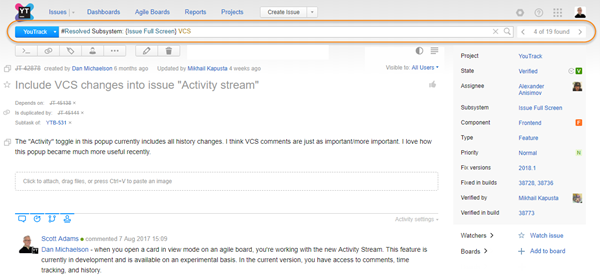 YT
Issues Dashboards Agile Boards Reports Projects Create Issue
YouTrack #Resolved Subsystem: {Issue Full Screen} VCS 4 of 19 found
JT-42878 created by Dan Michaelson 6 months ago Updated by Mikhail Kapusta 4 weeks ago Visible to: All Users
Include VCS changes into issue "Activity stream"
Depends on:
Is duplicated by:
Subtask of YTB-531
The "Activity" toggle in this popup currently includes all history changes. I think VCS comments are just as important/more important. I love how
this popup became much more useful recently.
Click to attach, drag files, or press Ctrl+V to paste an image
Activity settings
Scott Adams commented 7 Aug 2017 15:09
Dan Michaelson - when you open a card in view mode on an agile board, you're working with the new Activity Stream. This feature is
currently in development and is available on an experimental basis. In the current version, you have access to comments, time
tracking, and history.
Project YouTrack
State Verified V
Assignee Alexander
Anisimov
Subsystem Issue Full Screen
Component Frontend F
Type Feature
Priority Normal N
Fix versions 2018.1
Fixed in builds 38728, 38736
Verified by Mikhail Kapusta
Verified in build 38773
Watchers Watch issue
Boards Add to board